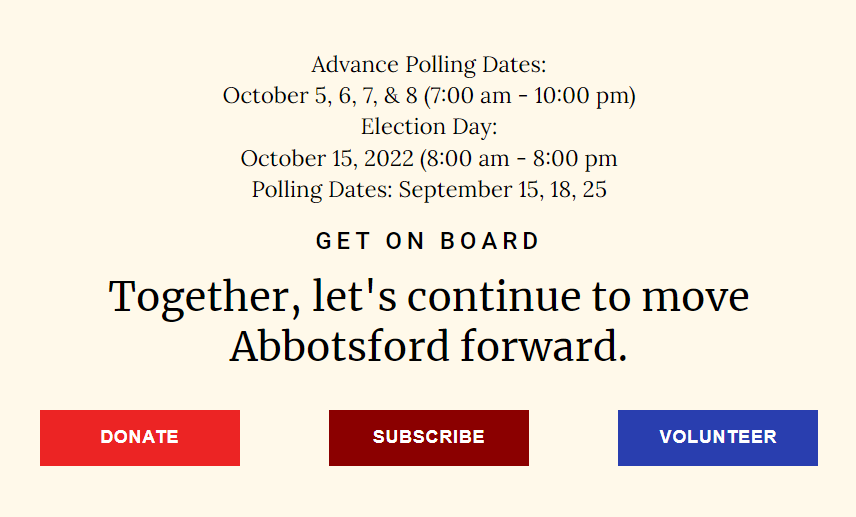 Advance Polling Dates:
October 5, 6, 7, & 8 (7:00 am - 10:00 pm)
Election Day:
October 15, 2022 (8:00 am - 8:00 pm
Polling Dates: September 15, 18, 25
GET ON BOARD
Together, let's continue to move
Abbotsford forward.
DONATE
SUBSCRIBE
VOLUNTEER